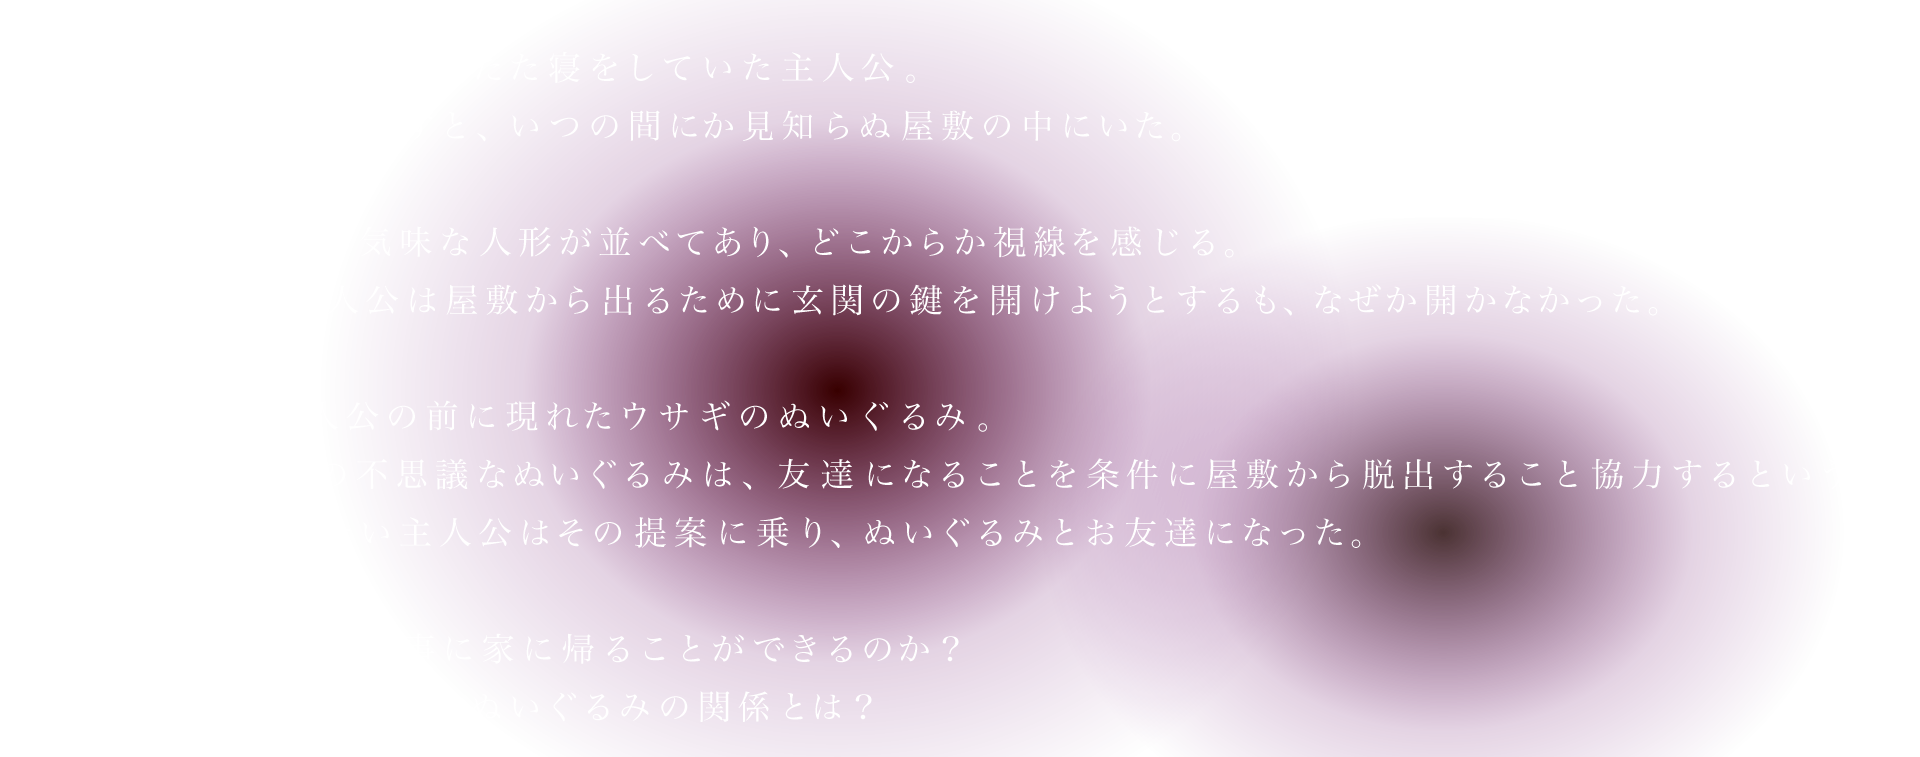 た寝をしていた主人公。
と、いつの間にか見知らぬ屋敷の中にいた。
気味な人形が並べてあり、どこからか視線を感じる。
人公は屋敷から出るために玄関の鍵を開けようとするも、なぜか開かなかった。
公の前に現れたウサギのぬいぐるみ。
不思議なぬいぐるみは、友達になることを条件に屋敷から脱出すること協力するとい
い主人公はその提案に乗り、ぬいぐるみとお友達になった。
に家に帰ることができるのか？
いぐるみの関係とは？